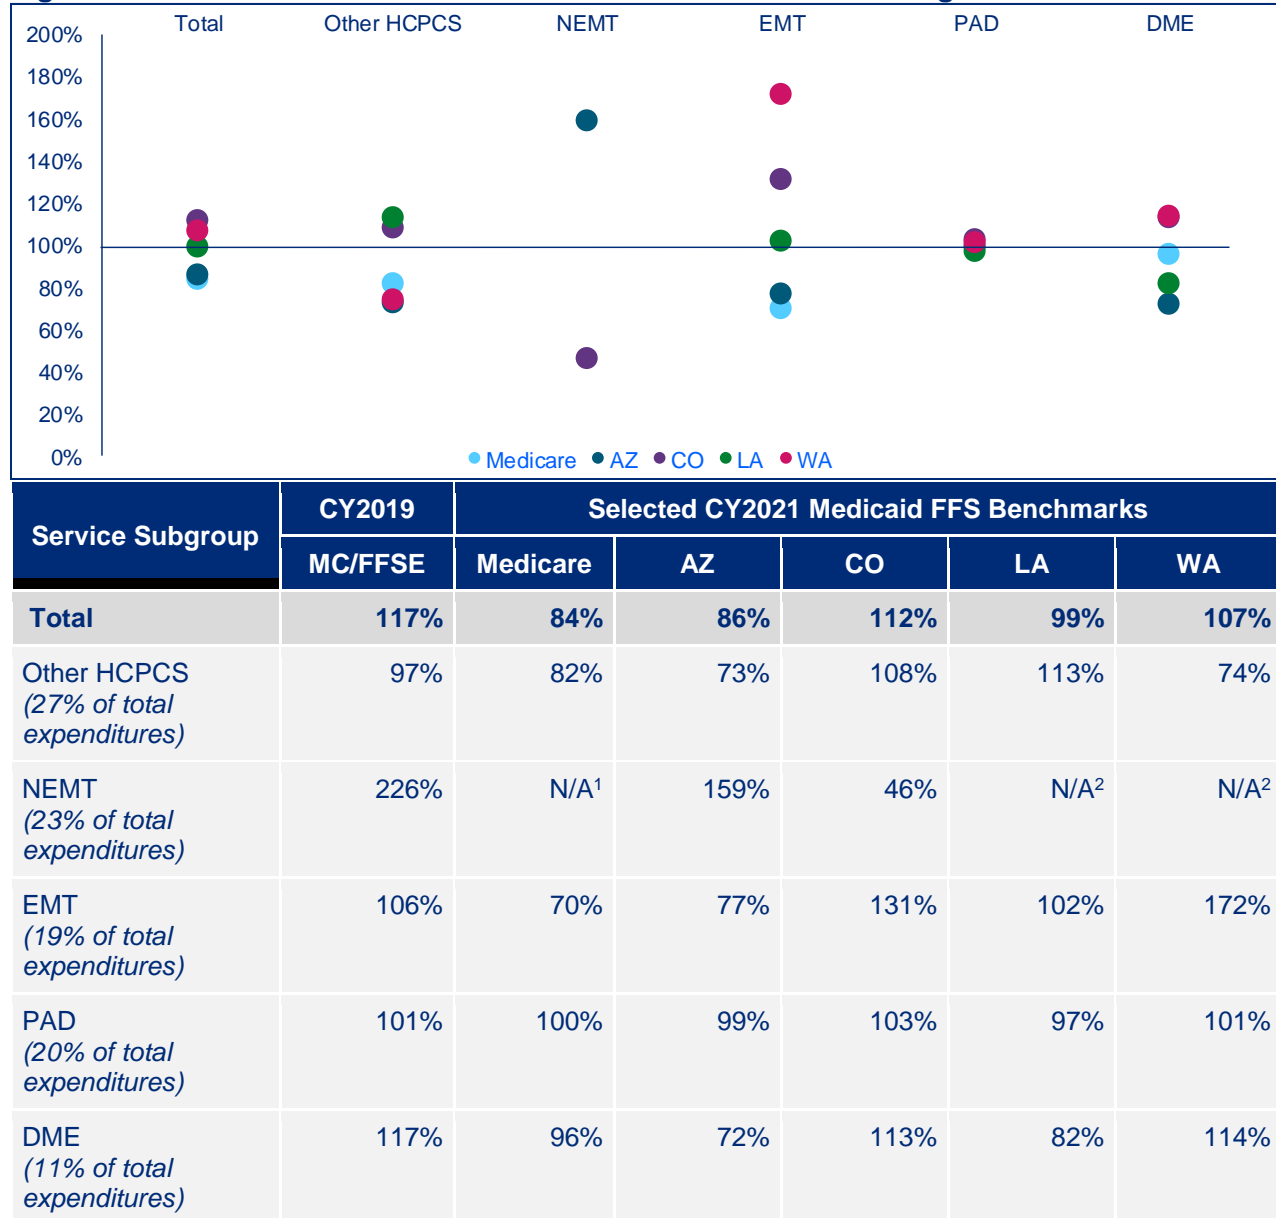 Total Other HCPCS NEMT EMT PAD DME
200%
180%
160%
140%
120%
100%
80%
60%
40%
20%
0%
Medicare AZ CO LA WA
Service Subgroup CY2019 Selected CY2021 Medicaid FFS Benchmarks
MC/FFSE Medicare AZ CO LA WA
Total 117% 84% 86% 112% 99% 107%
Other HCPCS 97% 82% 73% 108% 113% 74%
(27% of total
expenditures)
NEMT 226% N/A1 159% 46% N/A2 N/A2
(23% of total
expenditures)
EMT 106% 70% 77% 131% 102% 172%
(19% of total
expenditures)
PAD 101% 100% 99% 103% 97% 101%
(20% of total
expenditures)
DME 117% 96% 72% 113% 82% 114%
(11% of total
expenditures)